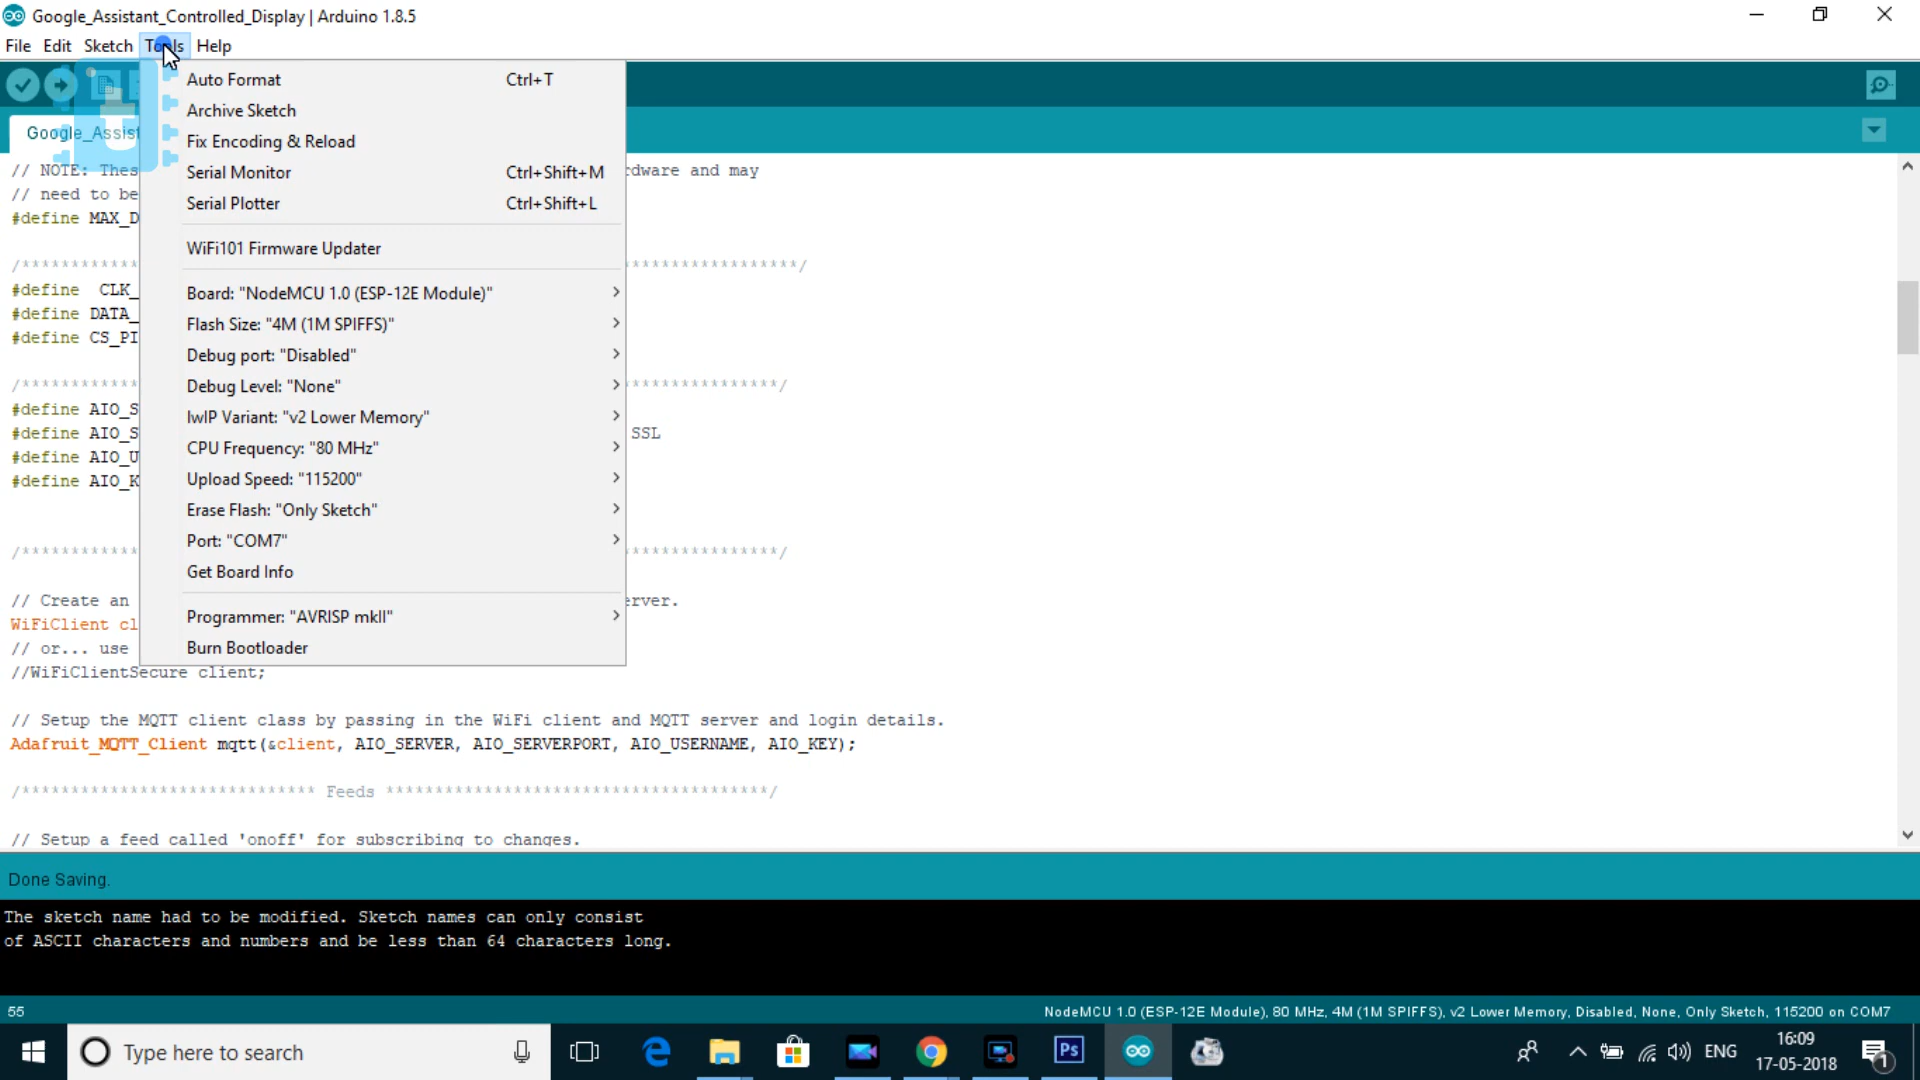 Google_Assistant_Controlled_Display | Arduino 1.8.5
File Edit Sketch Tools Help
Auto Format Ctrl+T
Archive Sketch
Google_Assist
Fix Encoding & Reload
// NOTE: Thes
Serial Monitor Ctrl+Shift+M
rdware and may
// need to be
Serial Plotter Ctrl+Shift+L
#define MAX_D
WiFi101 Firmware Updater
/************* ******************/
#define CLK_
Board: "NodeMCU 1.0 (ESP-12E Module)"
#define DATA_
Flash Size: "4M (1M SPIFFS)"
#define CS_PI
Debug port: "Disabled"
Debug Level: "None"
/************* ****************/
#define AIO_S
IwIP Variant: "v2 Lower Memory"
#define AIO_S
SSL
CPU Frequency: "80 MHz"
#define AIO_U
Upload Speed: "115200"
#define AIO_K
Erase Flash: "Only Sketch"
Port: "COM7"
/************* ****************/
Get Board Info
// Create an
erver.
Programmer: "AVRISP mkII"
WiFiClient cl
Burn Bootloader
// or... use
//WiFiClientSecure client;
// Setup the MQTT client class by passing in the WiFi client and MQTT server and login details.
Adafruit_MQTT_Client mqtt(&client, AIO_SERVER, AIO_SERVERPORT, AIO_USERNAME, AIO_KEY);
/****************************** Feeds ***************************************/
// Setup a feed called 'onoff' for subscribing to changes.
Done Saving.
The sketch name had to be modified. Sketch names can only consist
of ASCII characters and numbers and be less than 64 characters long.
55
NodeMCU 1.0 (ESP-12E Module), 80 MHz, 4M (1M SPIFFS), v2 Lower Memory, Disabled, None, Only Sketch, 115200 on COM7
Type here to search
Ps
ENG
16:09
17-05-2018
1